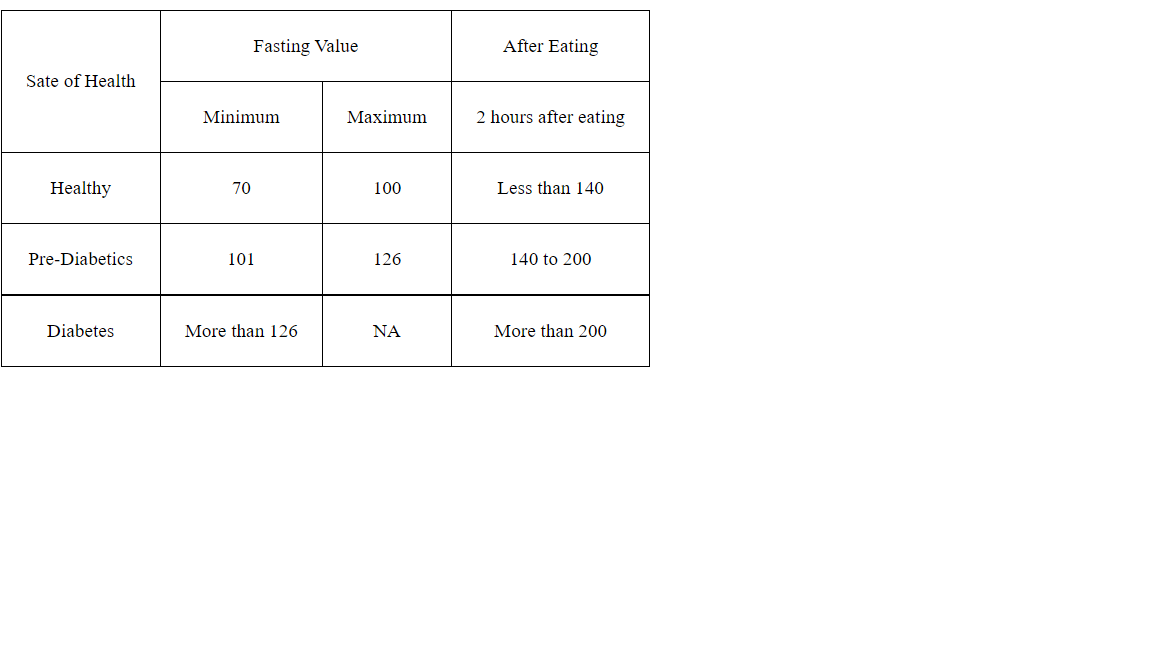 Sate of Health
Fasting Value
After Eating
Minimum
Maximum
2 hours after eating
Healthy
70
100
Less than 140
Pre-Diabetics
101
126
140 to 200
Diabetes
More than 126
NA
More than 200